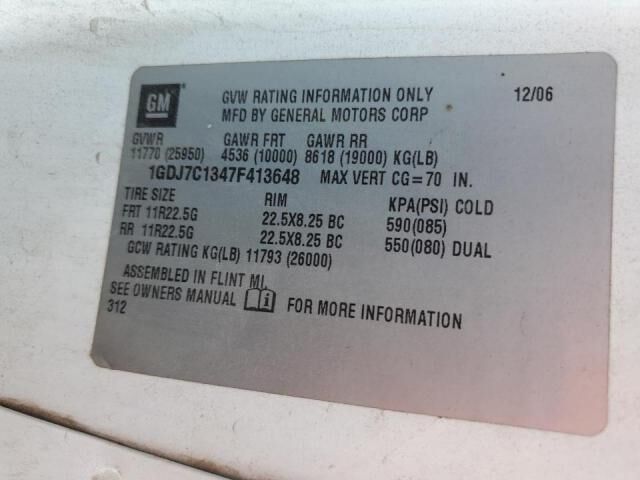 GM ®
GVW RATING INFORMATION ONLY 12/06
MFD BY GENERAL MOTORS CORP
GVWR GAWR FRT GAWR RR
11770 (25950) 4536 (10000) 8618 (19000) KG(LB)
1GDJ7C1347F413648 MAX VERT CG=70 IN.
TIRE SIZE RIM KPA(PSI) COLD
FRT 11R22.5G 22.5X8.25 BC 590(085)
RR 11R22.5G 22.5X8.25 BC 550(080) DUAL
GCW RATING KG(LB) 11793 (26000)
ASSEMBLED IN FLINT MI.
SEE OWNERS MANUAL i FOR MORE INFORMATION
312